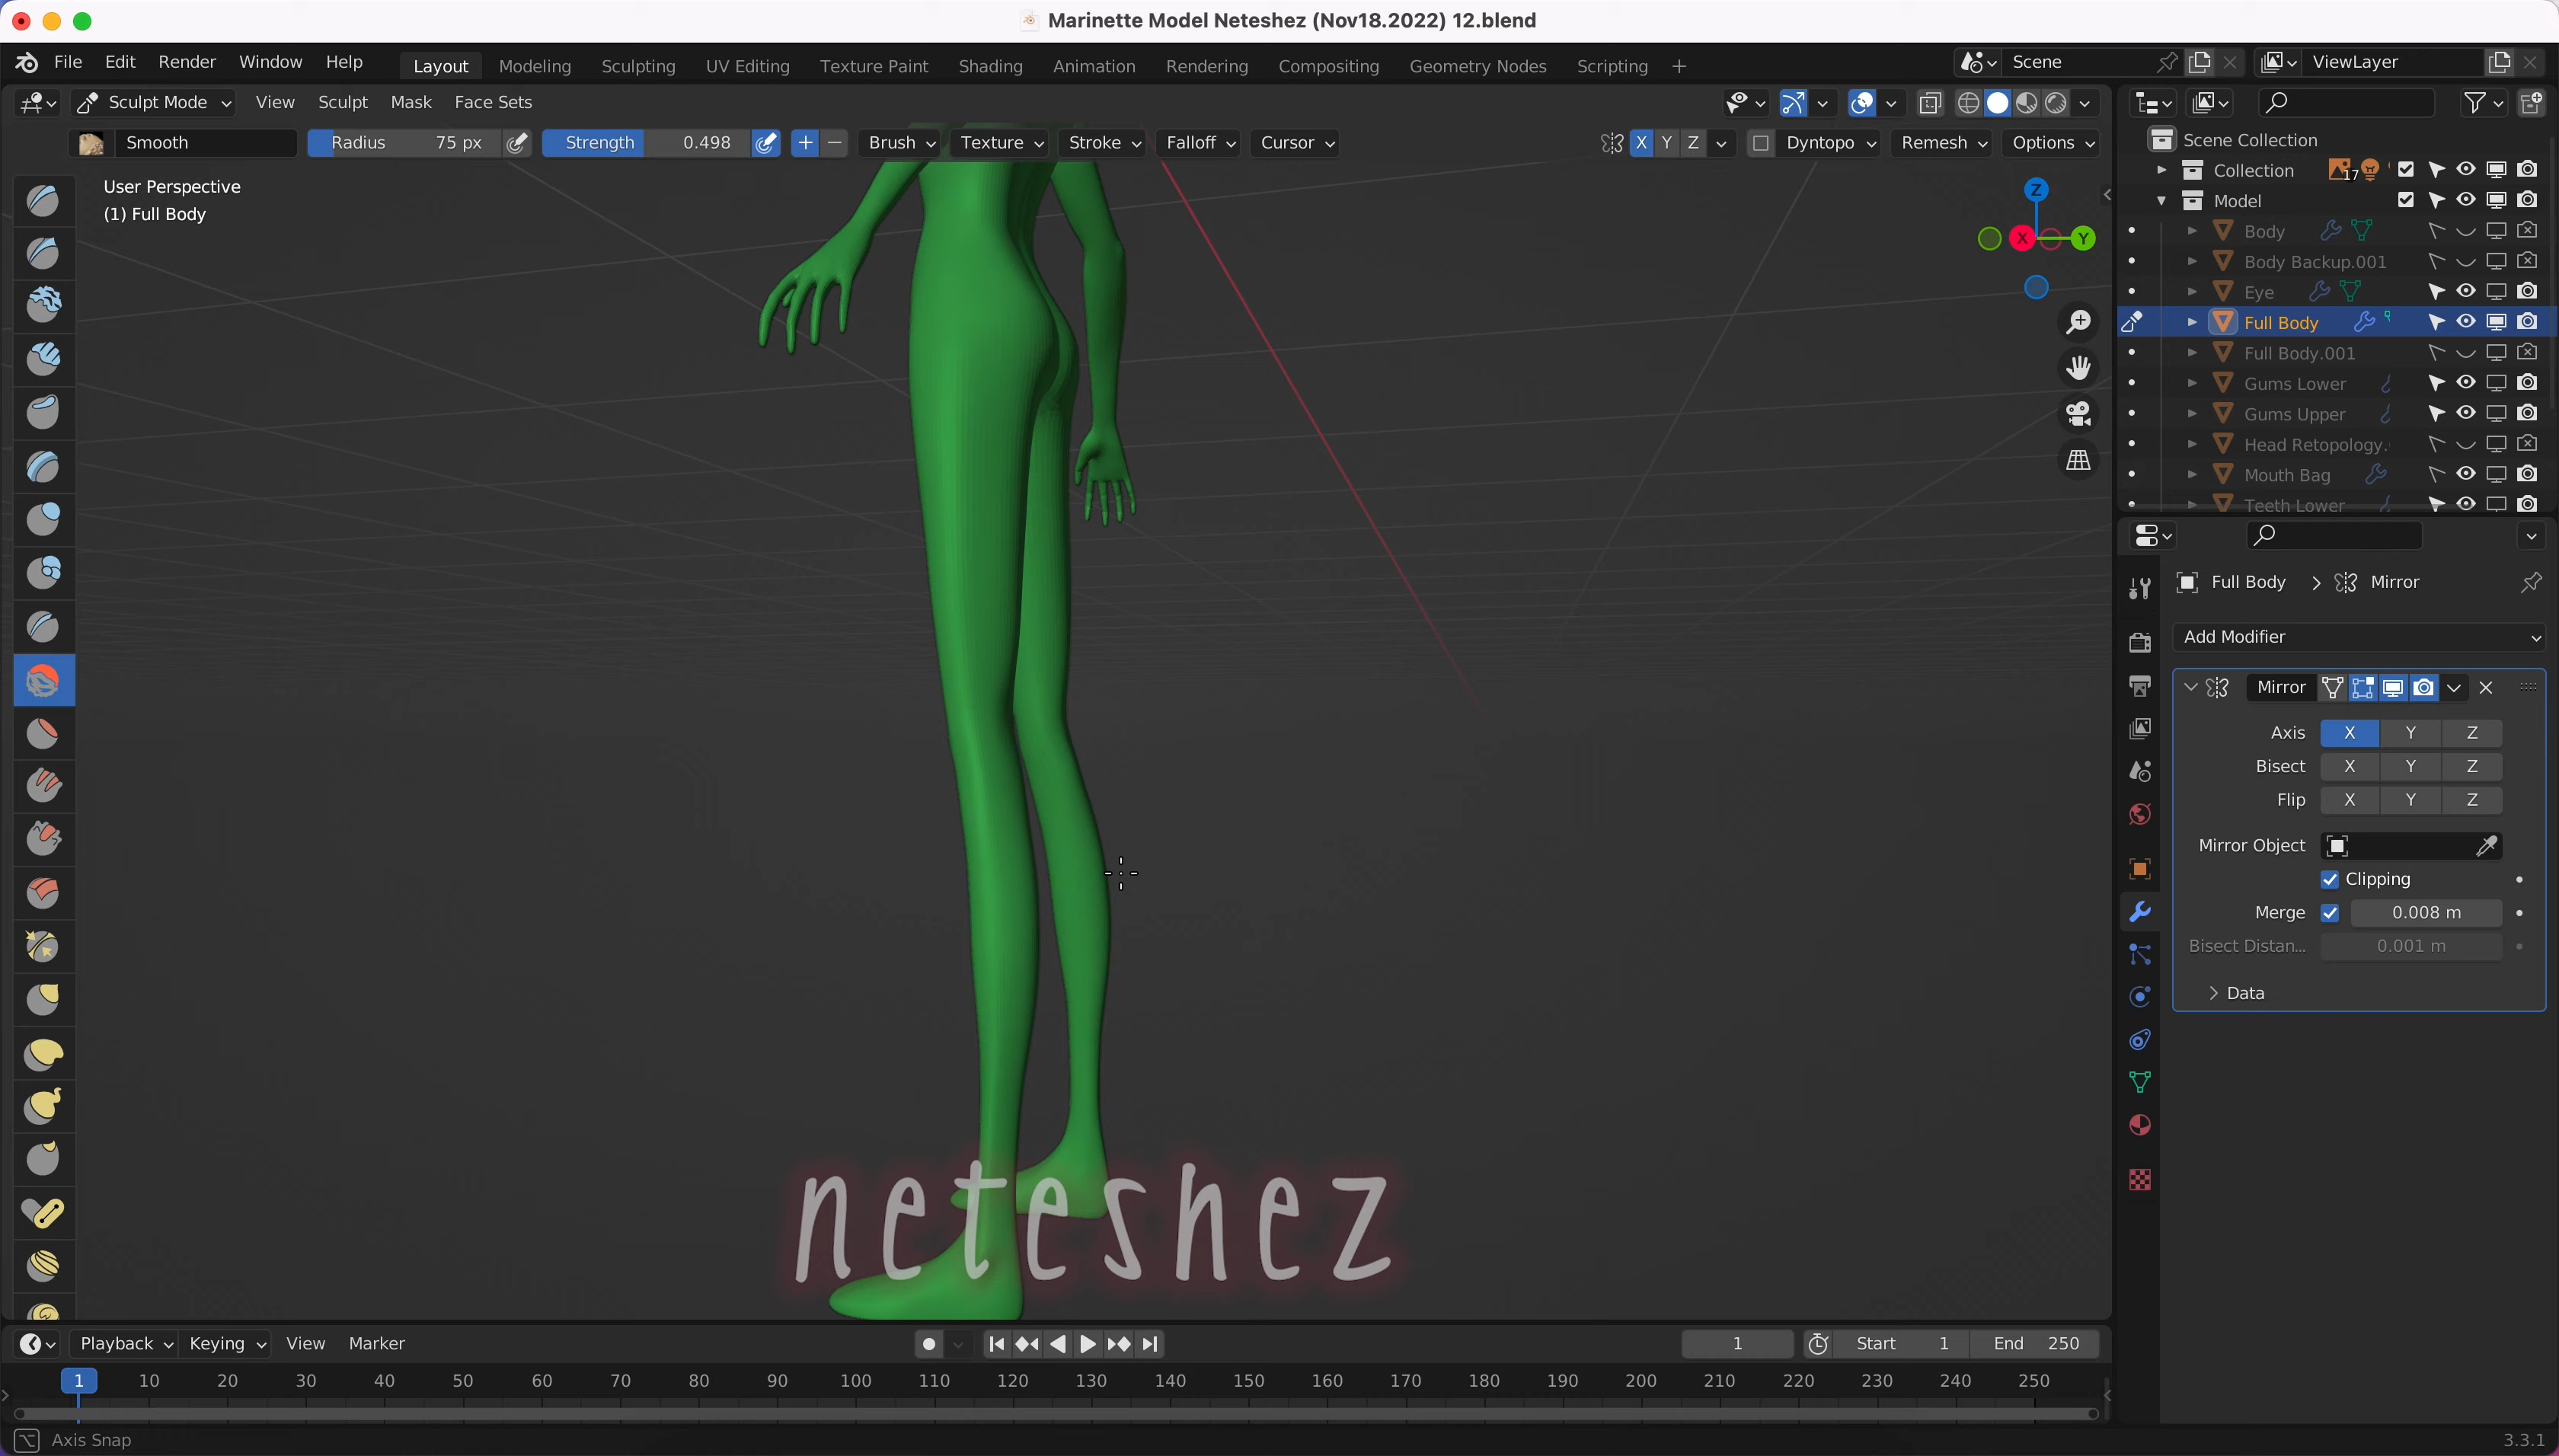 Marinette Model Neteshez (Nov18.2022) 12.blend
File Edit Render Window Help Layout Modeling Sculpting UV Editing Texture Paint Shading Animation Rendering Compositing Geometry Nodes Scripting + Scene ViewLayer
Sculpt Mode View Sculpt Mask Face Sets
Smooth Radius 75 px Strength 0.498 + − Brush Texture Stroke Falloff Cursor X Y Z Dyntopo Remesh Options
User Perspective
(1) Full Body
Z
X Y
Scene Collection
Collection 17
Model
Body
Body Backup.001
Eye
Full Body
Full Body.001
Gums Lower
Gums Upper
Head Retopology.
Mouth Bag
Teeth Lower
Full Body > Mirror
Add Modifier
Mirror
Axis X Y Z
Bisect X Y Z
Flip X Y Z
Mirror Object
Clipping
Merge 0.008 m
Bisect Distan... 0.001 m
Data
neteshez
Playback Keying View Marker 1 Start 1 End 250
1 10 20 30 40 50 60 70 80 90 100 110 120 130 140 150 160 170 180 190 200 210 220 230 240 250
Axis Snap 3.3.1